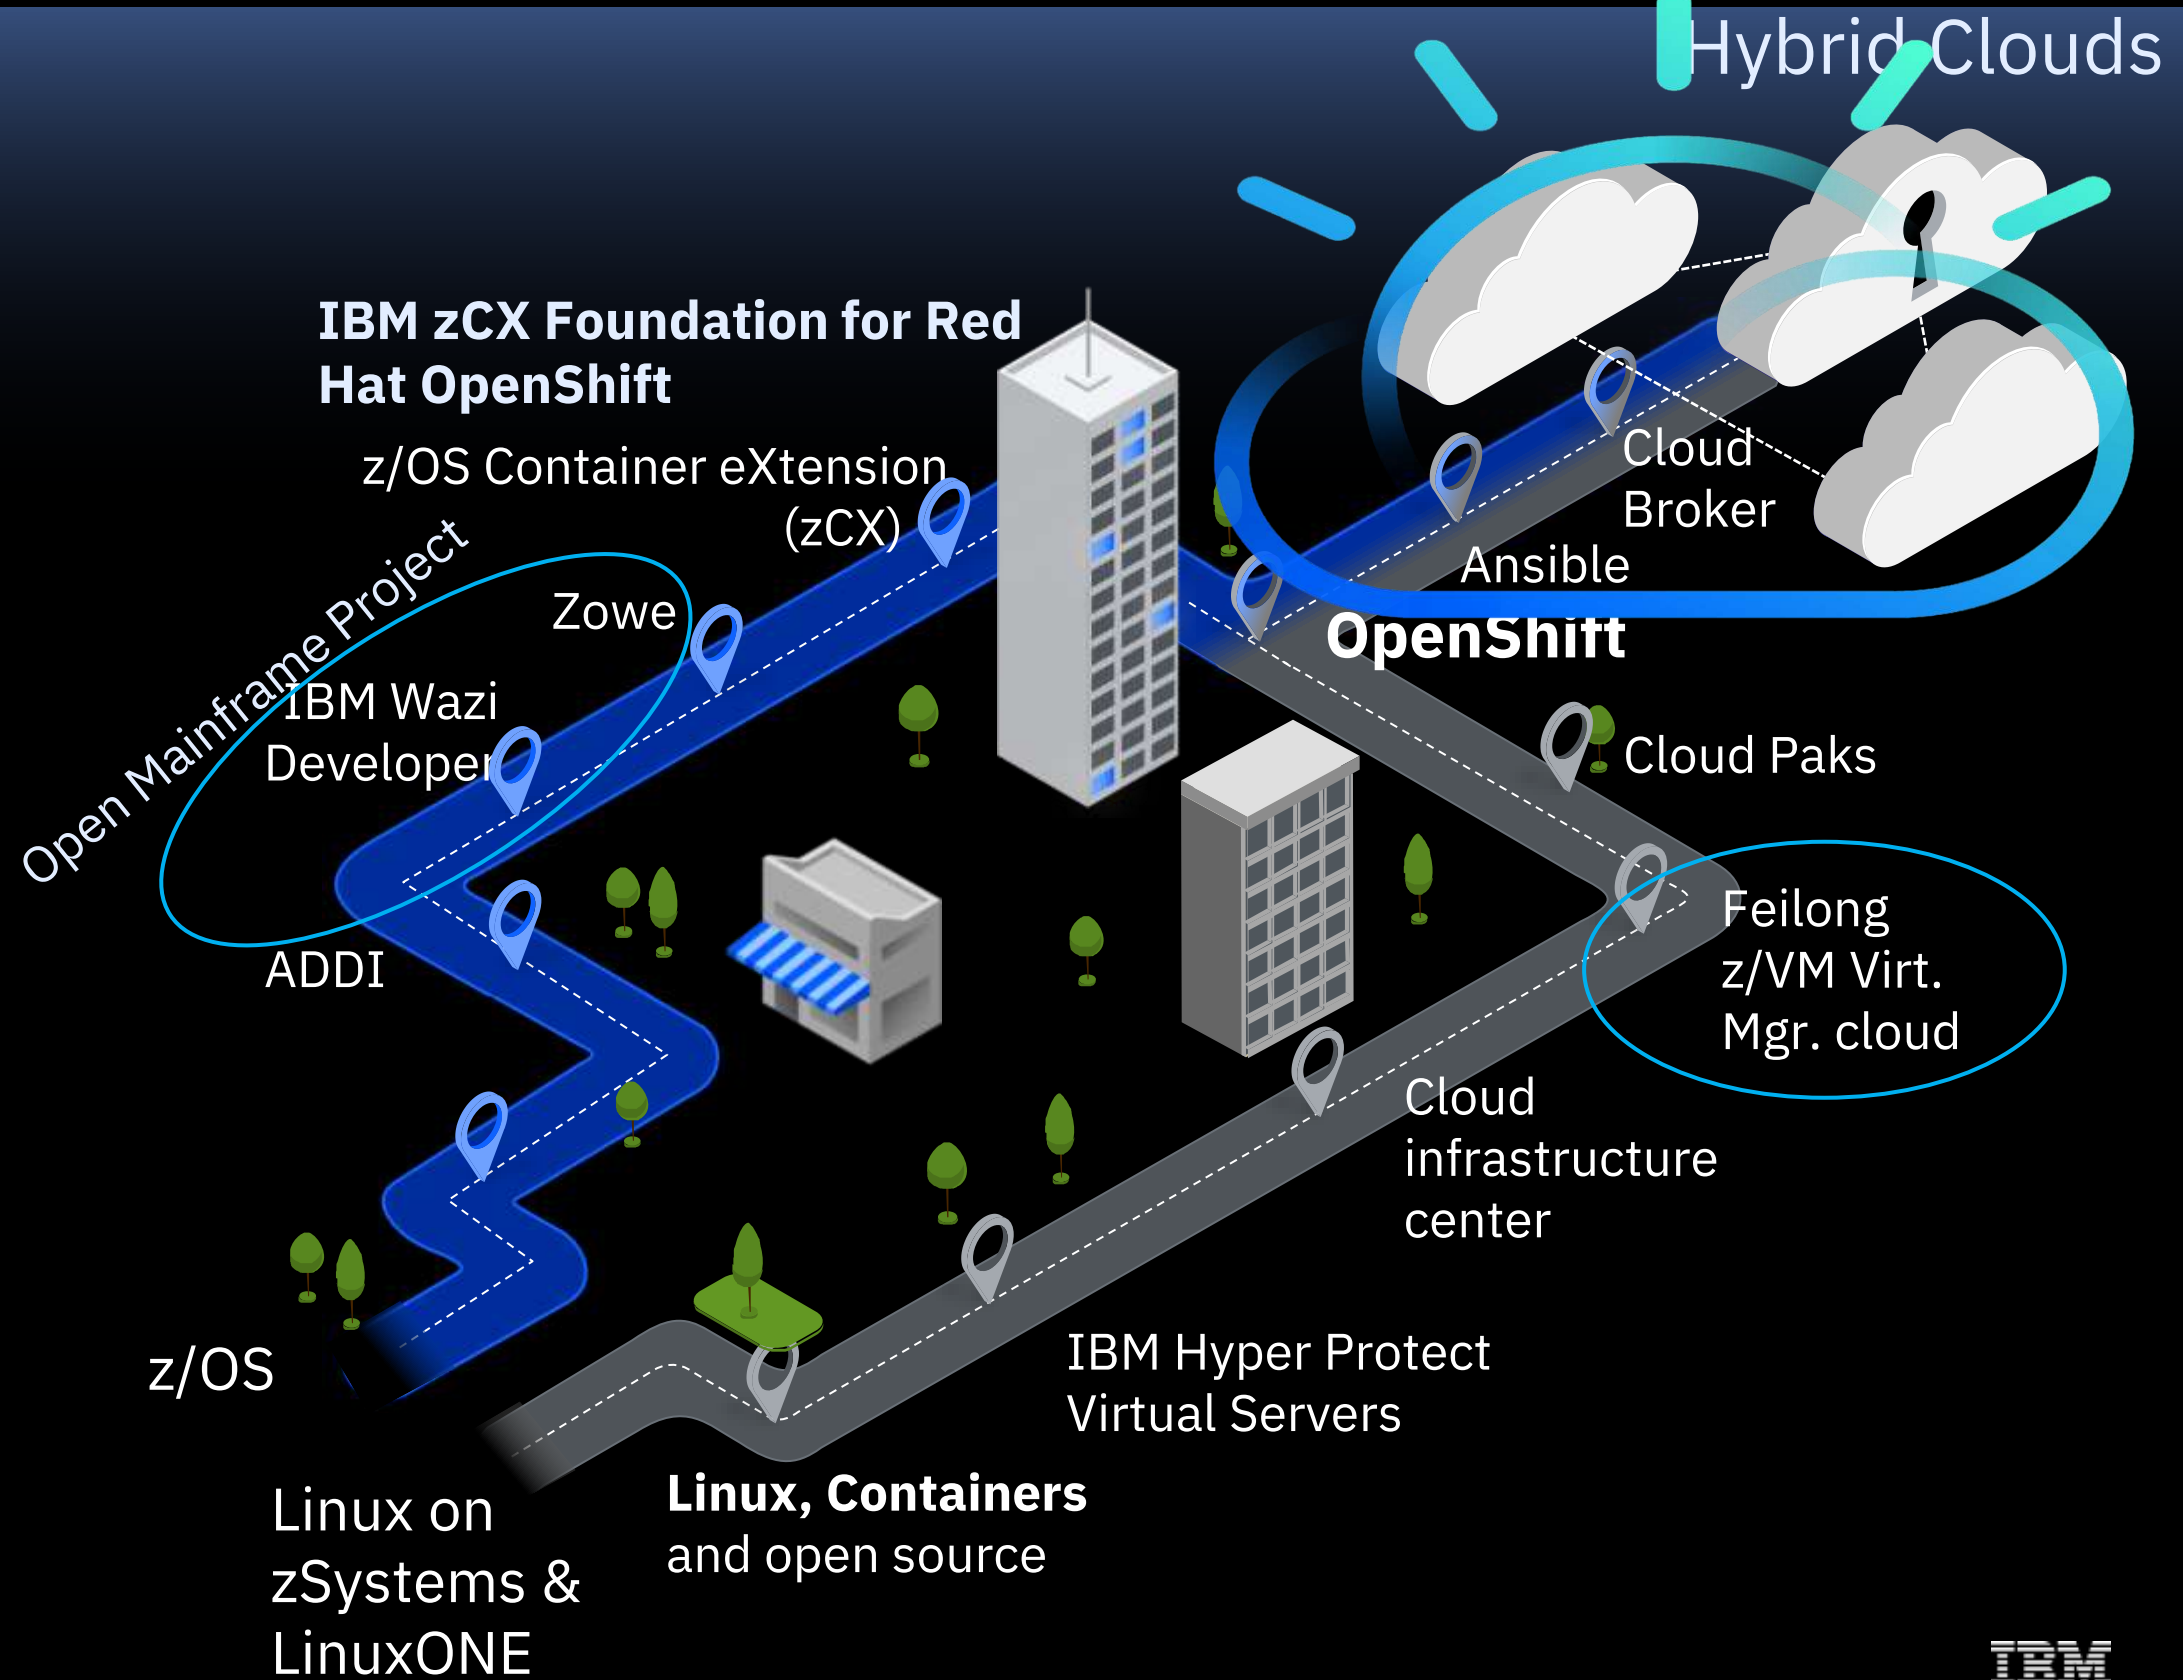 Hybrid Clouds
IBM zCX Foundation for Red
Hat OpenShift
z/OS Container eXtension
(zCX)
Cloud
Broker
Ansible
OpenShift
Open Mainframe Project
Zowe
IBM Wazi
Developer
Cloud Paks
ADDI
Feilong
z/VM Virt.
Mgr. cloud
Cloud
infrastructure
center
z/OS
IBM Hyper Protect
Virtual Servers
Linux, Containers
and open source
Linux on
zSystems &
LinuxONE
IBM